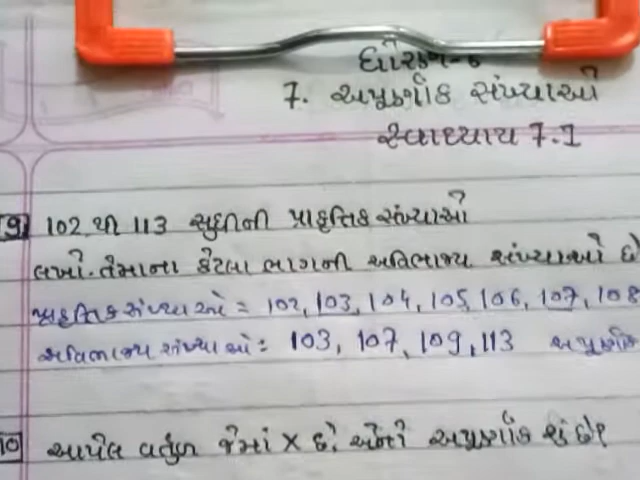 ધોરણ-6
7. અપૂર્ણાંક સંખ્યાઓ
સ્વાધ્યાય 7.1
9 102 થી 113 સુધીની પ્રાકૃતિક સંખ્યાઓ
લખો. તેમાના કેટલા ભાગની અવિભાજ્ય સંખ્યાઓ છે
પ્રાકૃતિક સંખ્યાઓ = 102, 103, 104, 105, 106, 107, 108
અવિભાજ્ય સંખ્યાઓ = 103, 107, 109, 113
10 આપેલ વર્તુળ જેમાં X છે, એનો અપૂર્ણાંક શું છે?